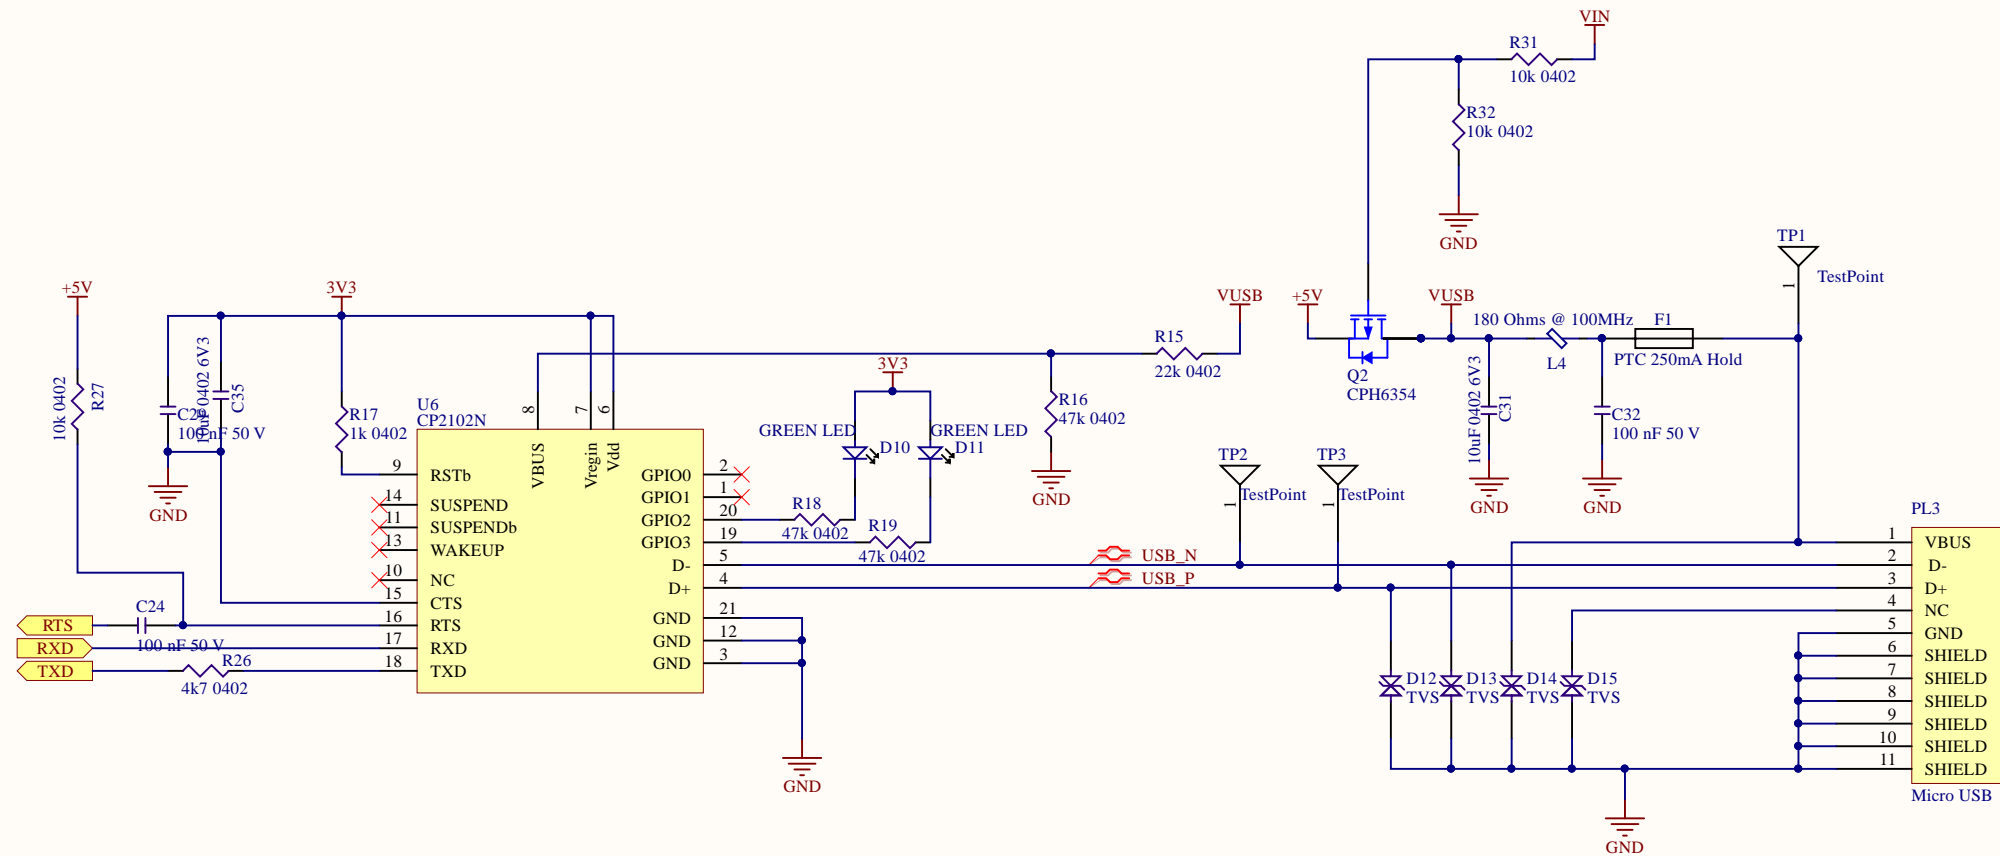 VIN
R31
10k 0402
R32
10k 0402
GND
TP1
1
TestPoint
+5V
3V3
VUSB
+5V
VUSB
180 Ohms @ 100MHz
F1
PTC 250mA Hold
L4
Q2
CPH6354
R15
22k 0402
3V3
10k 0402
R27
100 nF 50 V
10uF 0402 6V3
C35
GND
R17
1k 0402
R16
47k 0402
GND
10uF 0402 6V3
C31
GND
C32
100 nF 50 V
GND
U6
CP2102N
8
7
6
VBUS
Vregin
Vdd
9
RSTb
14
SUSPEND
11
SUSPENDb
13
WAKEUP
10
NC
15
CTS
16
RTS
17
RXD
18
TXD
GPIO0
2
GPIO1
1
GPIO2
20
GPIO3
19
D-
5
D+
4
GND
21
GND
12
GND
3
GREEN LED
D10
GREEN LED
D11
R18
47k 0402
R19
47k 0402
TP2
1
TestPoint
TP3
1
TestPoint
USB_N
USB_P
C24
100 nF 50 V
RTS
RXD
TXD
R26
4k7 0402
GND
D12
TVS
D13
TVS
D14
TVS
D15
TVS
GND
PL3
1
VBUS
2
D-
3
D+
4
NC
5
GND
6
SHIELD
7
SHIELD
8
SHIELD
9
SHIELD
10
SHIELD
11
SHIELD
Micro USB